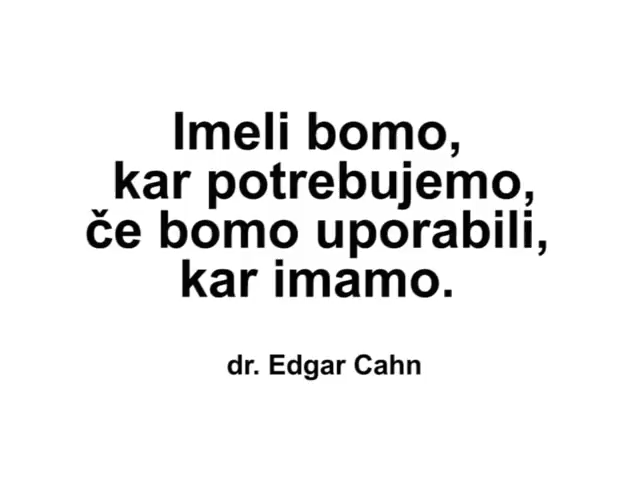 Imeli bomo,
kar potrebujemo,
če bomo uporabili,
kar imamo.
dr. Edgar Cahn